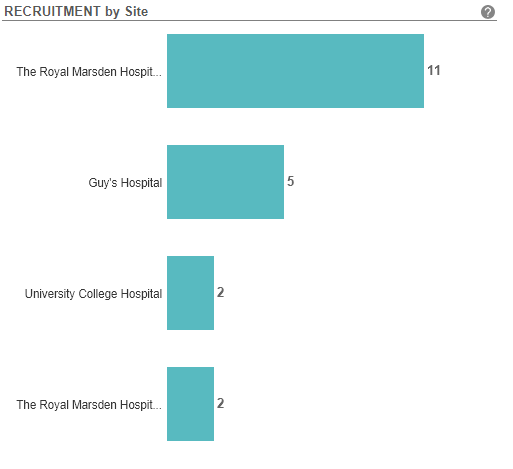 RECRUITMENT by Site
?
The Royal Marsden Hospit... 11
Guy's Hospital 5
University College Hospital 2
The Royal Marsden Hospit... 2